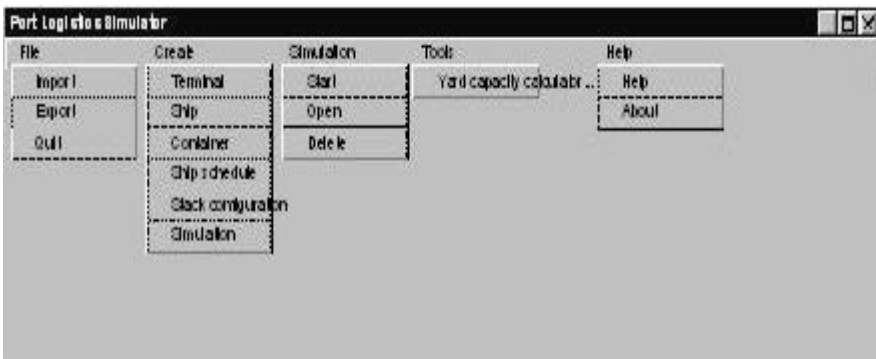 Port Logistics Simulator
File Create Simulation Tools Help
Import Terminal Start Yard capacity calculator ... Help
Export Ship Open About
Quit Container Delete
Ship schedule
Stack configuration
Simulation